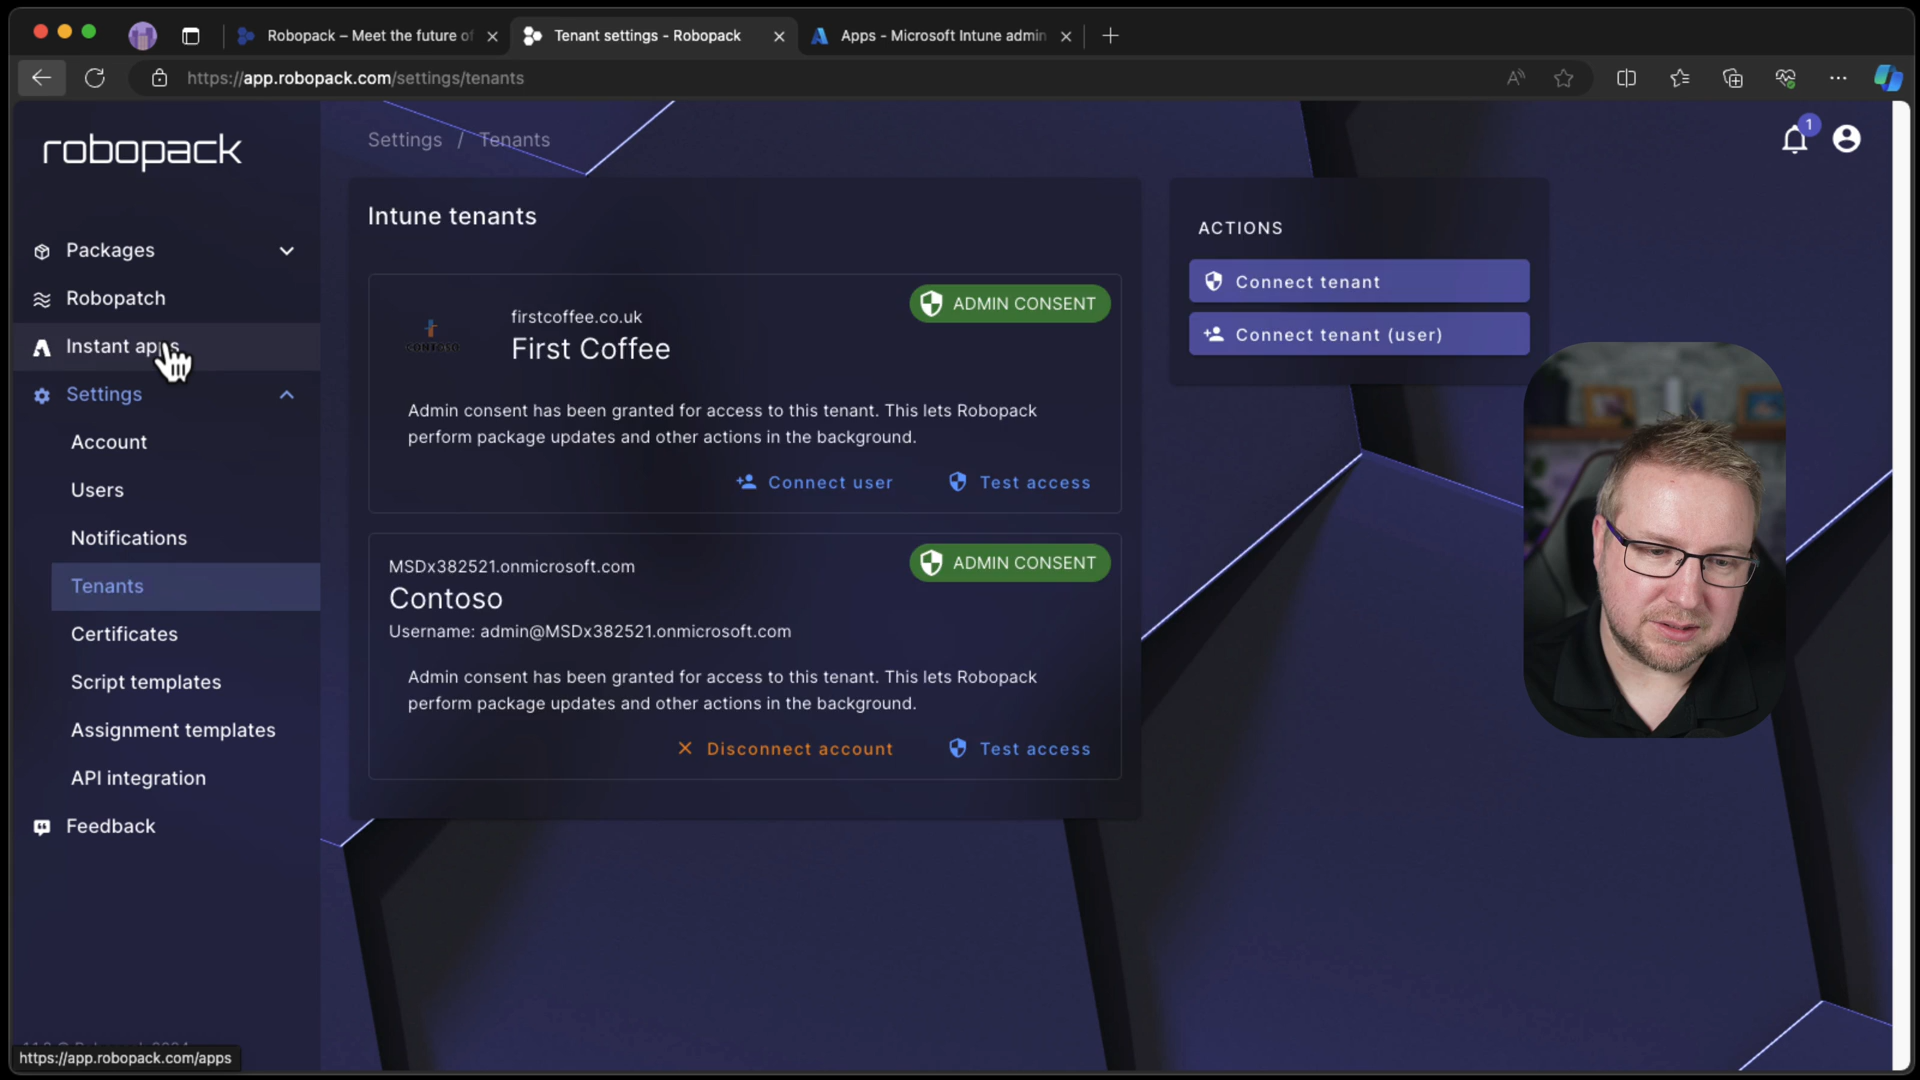 Robopack – Meet the future of
Tenant settings - Robopack
Apps - Microsoft Intune admin
https://app.robopack.com/settings/tenants
robopack
Packages
Robopatch
Instant apps
Settings
Account
Users
Notifications
Tenants
Certificates
Script templates
Assignment templates
API integration
Feedback
https://app.robopack.com/apps
Settings / Tenants
1
Intune tenants
CONTOSO
firstcoffee.co.uk
First Coffee
ADMIN CONSENT
Admin consent has been granted for access to this tenant. This lets Robopack
perform package updates and other actions in the background.
Connect user
Test access
MSDx382521.onmicrosoft.com
Contoso
Username: admin@MSDx382521.onmicrosoft.com
ADMIN CONSENT
Admin consent has been granted for access to this tenant. This lets Robopack
perform package updates and other actions in the background.
Disconnect account
Test access
ACTIONS
Connect tenant
Connect tenant (user)